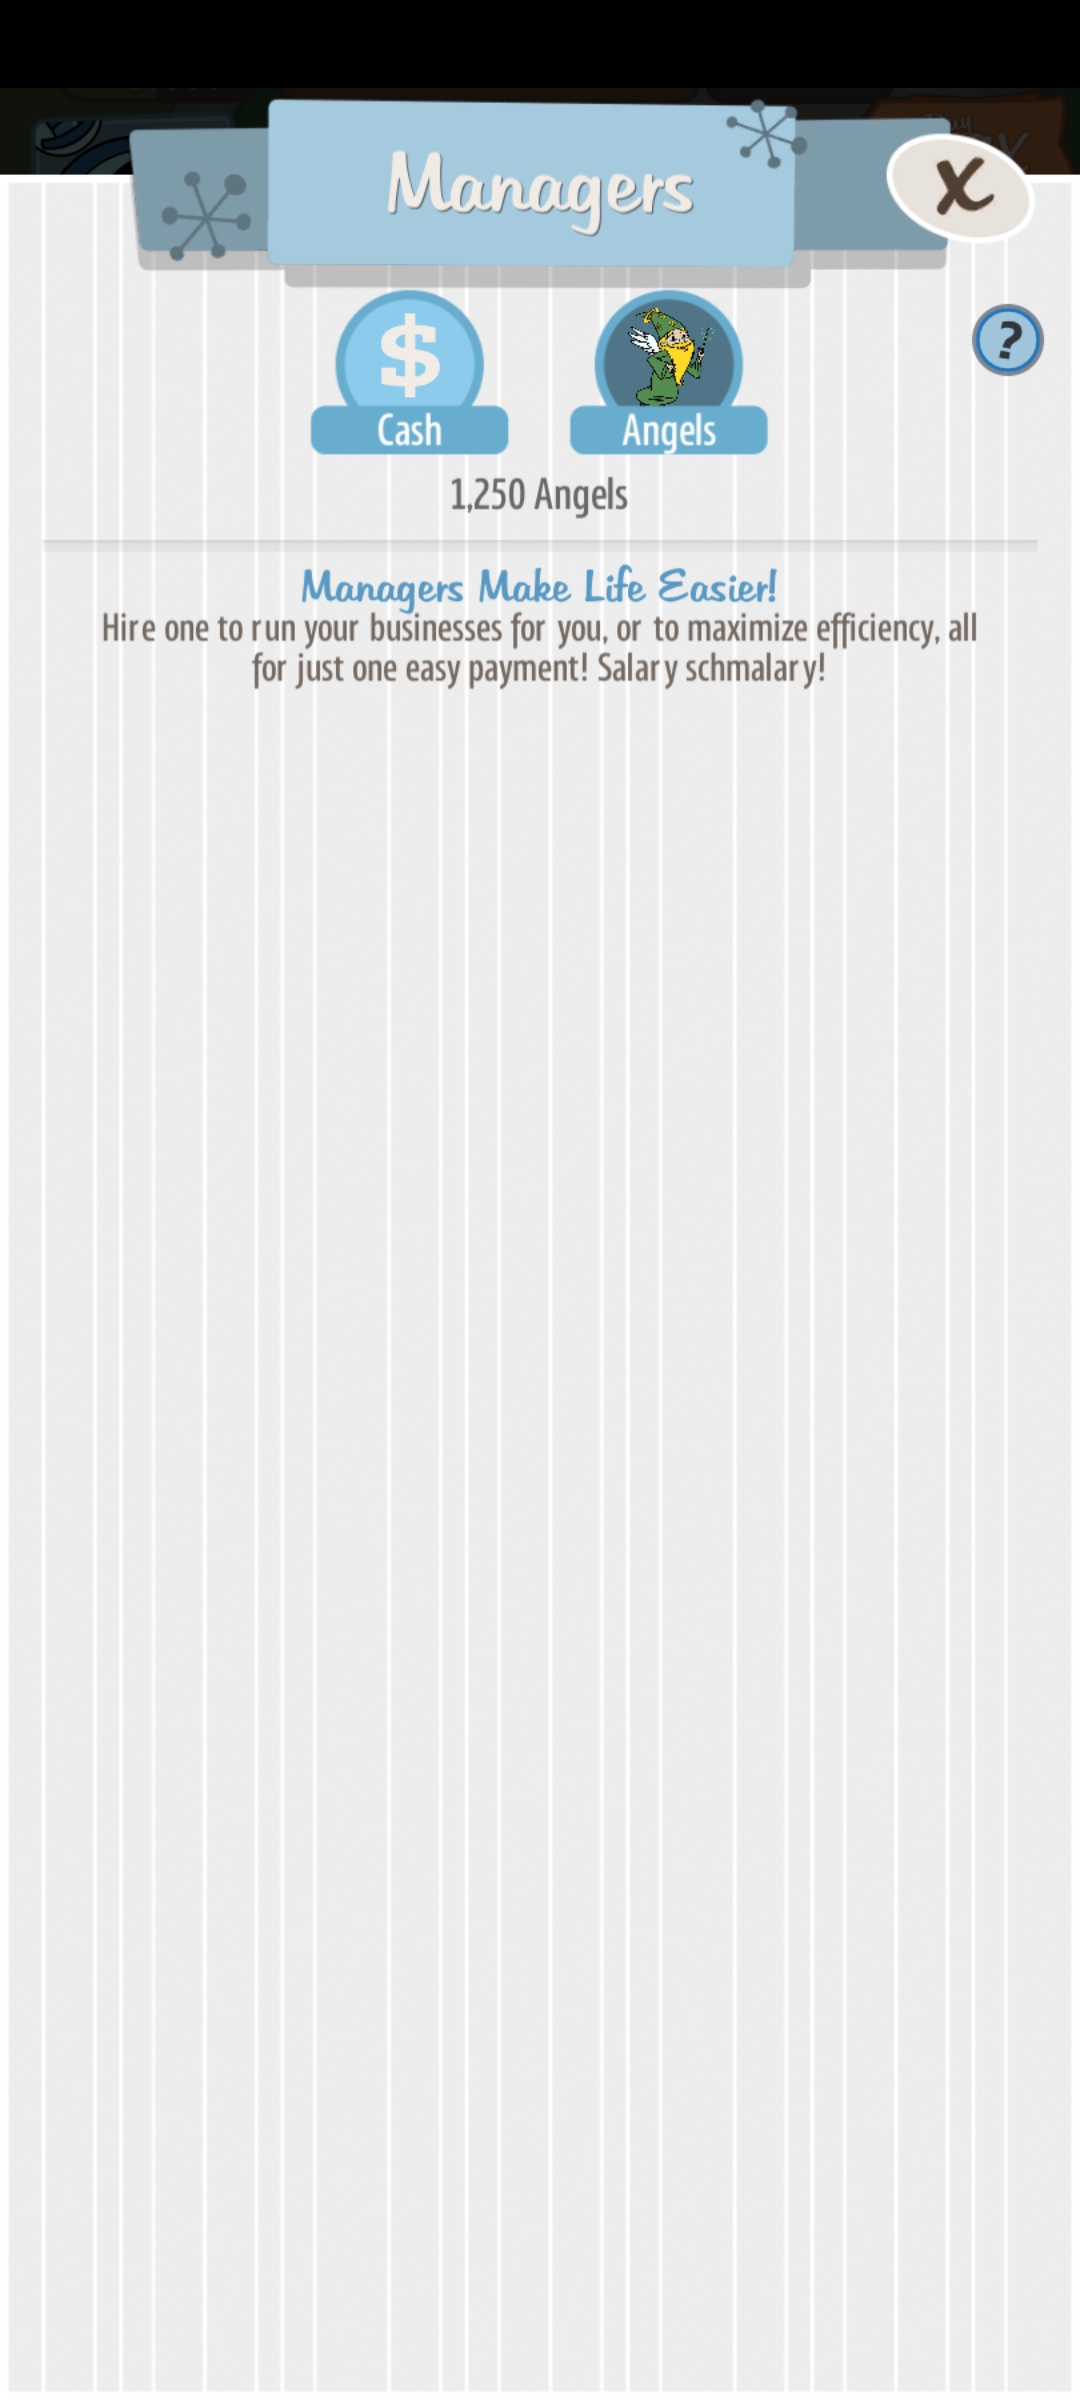 Managers
X
$
?
Cash
Angels
1,250 Angels
Managers Make Life Easier!
Hire one to run your businesses for you, or to maximize efficiency, all
for just one easy payment! Salary schmalary!